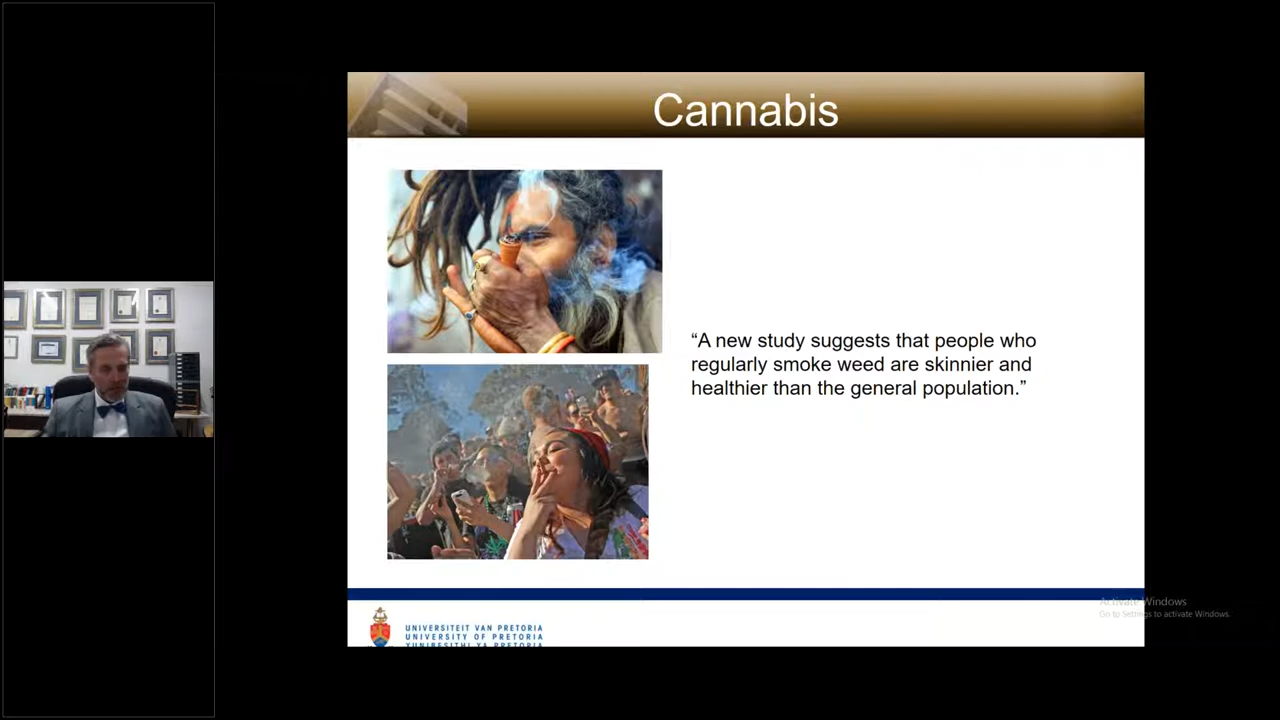 Cannabis
“A new study suggests that people who
regularly smoke weed are skinnier and
healthier than the general population.”
Activate Windows
Go to Settings to activate Windows.
UNIVERSITEIT VAN PRETORIA
UNIVERSITY OF PRETORIA
YUNIBESITHI YA PRETORIA